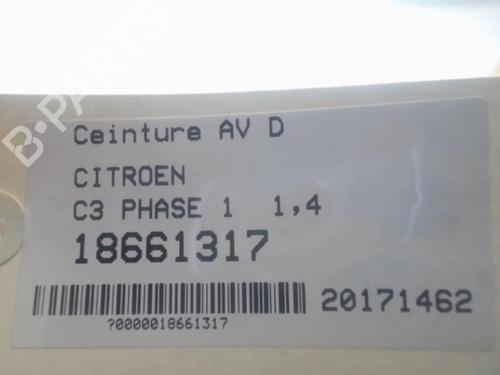 Ceinture AV D
CITROEN
C3 PHASE 1 1,4
18661317
20171462
?0000018661317
B-PARTS